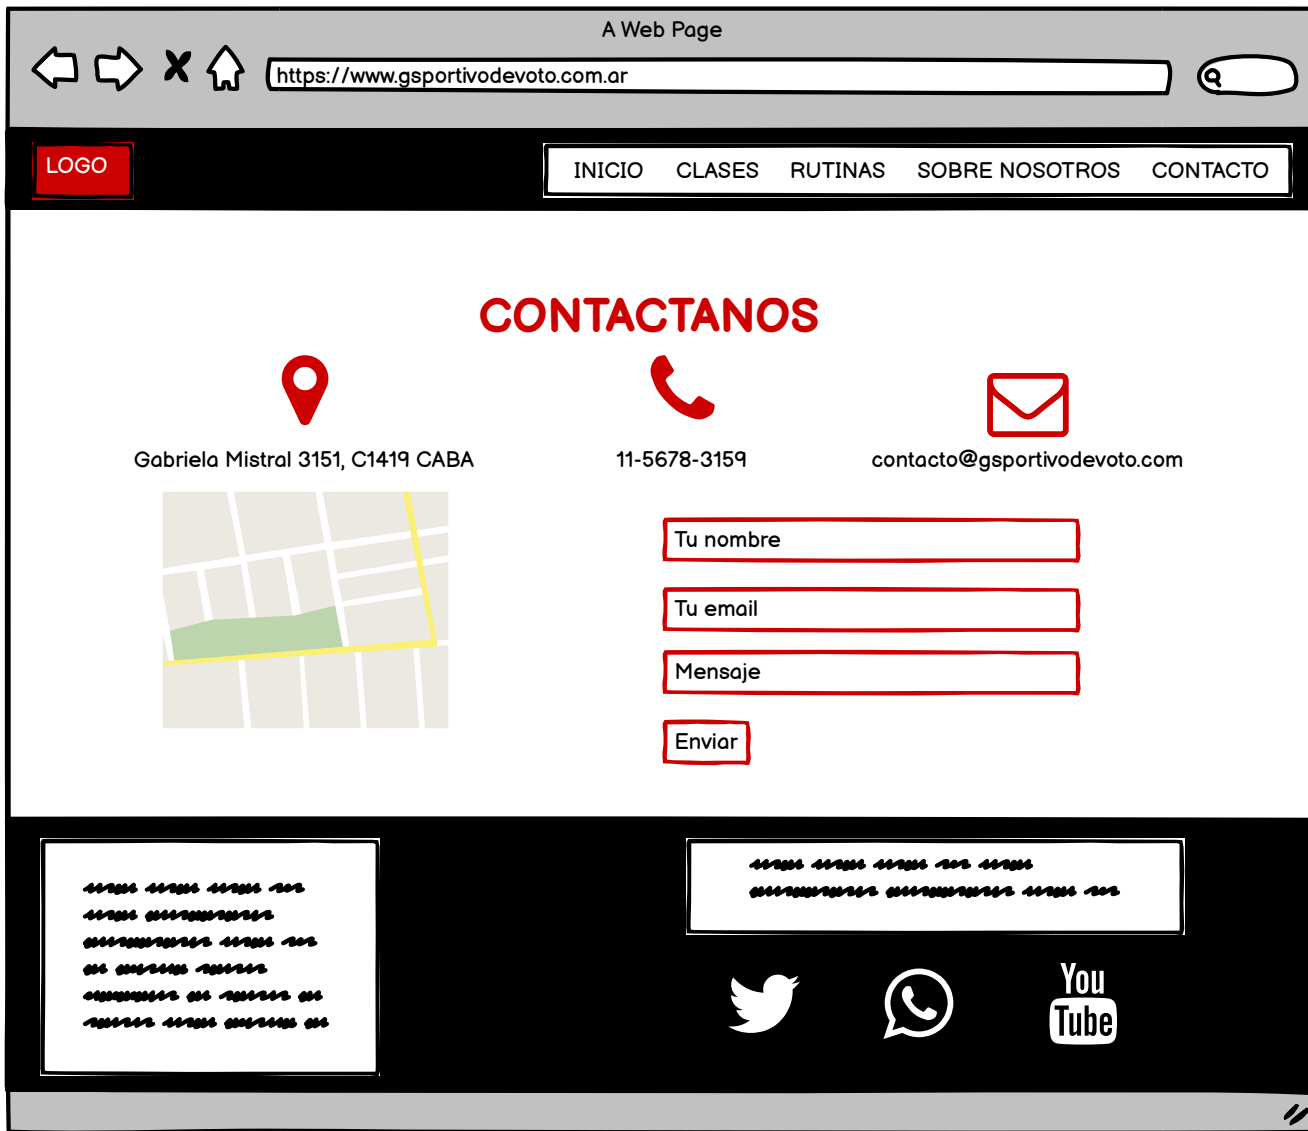 A Web Page
https://www.gsportivodevoto.com.ar
LOGO
INICIO CLASES RUTINAS SOBRE NOSOTROS CONTACTO
CONTACTANOS
Gabriela Mistral 3151, C1419 CABA
11-5678-3159
contacto@gsportivodevoto.com
Tu nombre
Tu email
Mensaje
Enviar
You
Tube